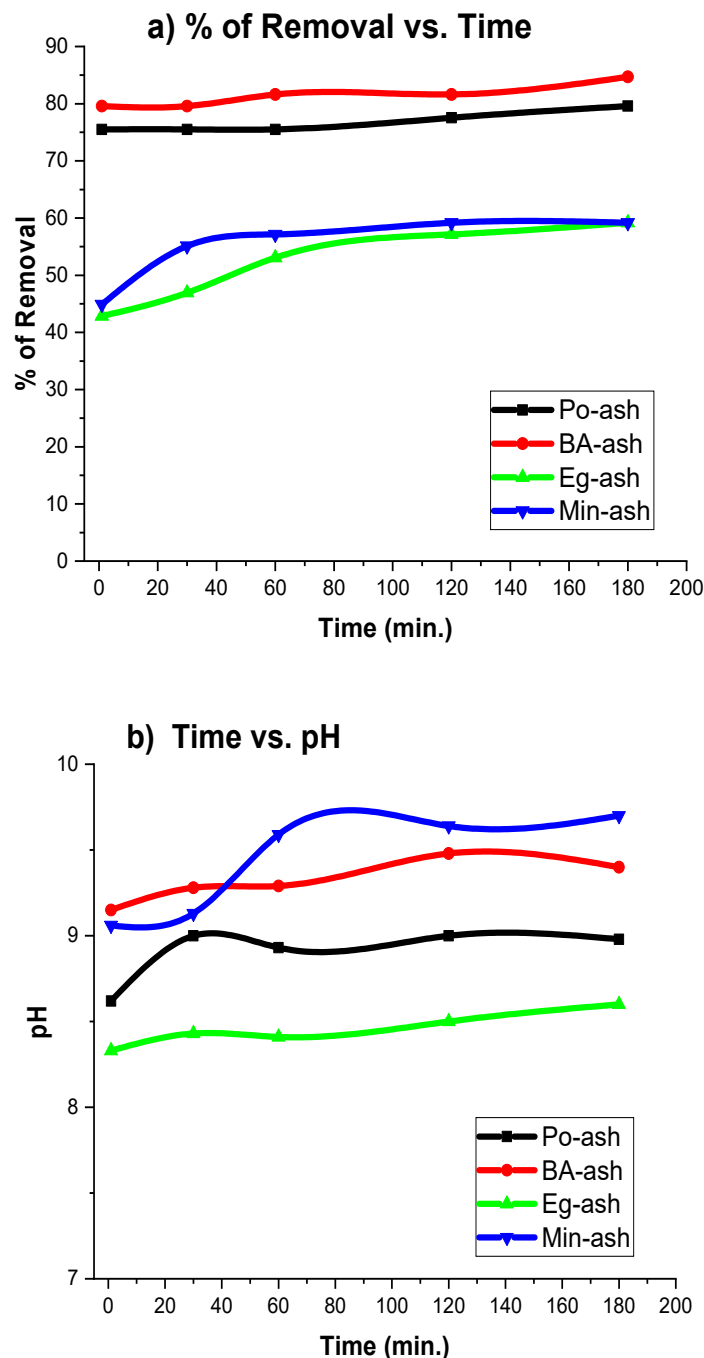 a) % of Removal vs. Time
90
80
70
60
50
40
30
20
10
0
% of Removal
Po-ash
BA-ash
Eg-ash
Min-ash
0 20 40 60 80 100 120 140 160 180 200
Time (min.)
b) Time vs. pH
10
9
8
7
pH
Po-ash
BA-ash
Eg-ash
Min-ash
0 20 40 60 80 100 120 140 160 180 200
Time (min.)